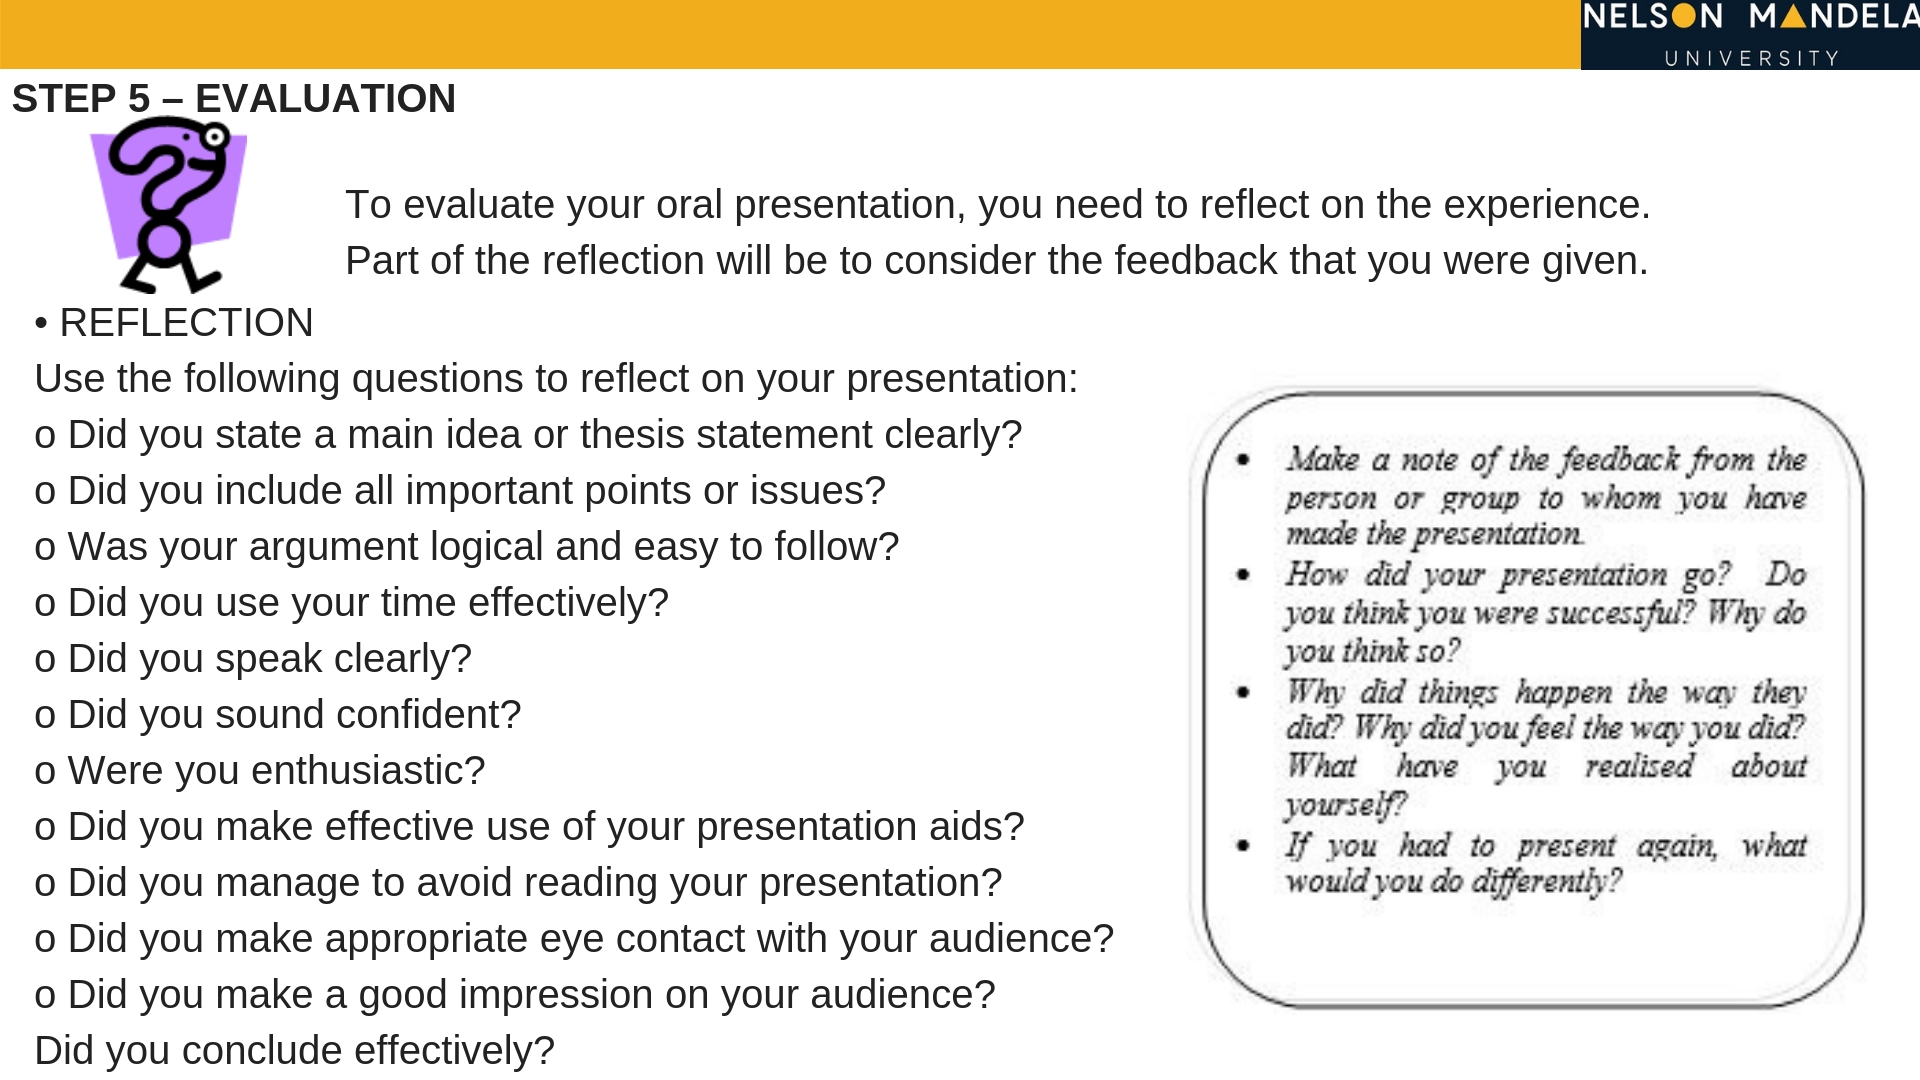 NELSON MANDELA
UNIVERSITY
STEP 5 – EVALUATION
To evaluate your oral presentation, you need to reflect on the experience.
Part of the reflection will be to consider the feedback that you were given.
• REFLECTION
Use the following questions to reflect on your presentation:
o Did you state a main idea or thesis statement clearly?
o Did you include all important points or issues?
o Was your argument logical and easy to follow?
o Did you use your time effectively?
o Did you speak clearly?
o Did you sound confident?
o Were you enthusiastic?
o Did you make effective use of your presentation aids?
o Did you manage to avoid reading your presentation?
o Did you make appropriate eye contact with your audience?
o Did you make a good impression on your audience?
Did you conclude effectively?
• Make a note of the feedback from the
person or group to whom you have
made the presentation.
• How did your presentation go? Do
you think you were successful? Why do
you think so?
• Why did things happen the way they
did? Why did you feel the way you did?
What have you realised about
yourself?
• If you had to present again, what
would you do differently?